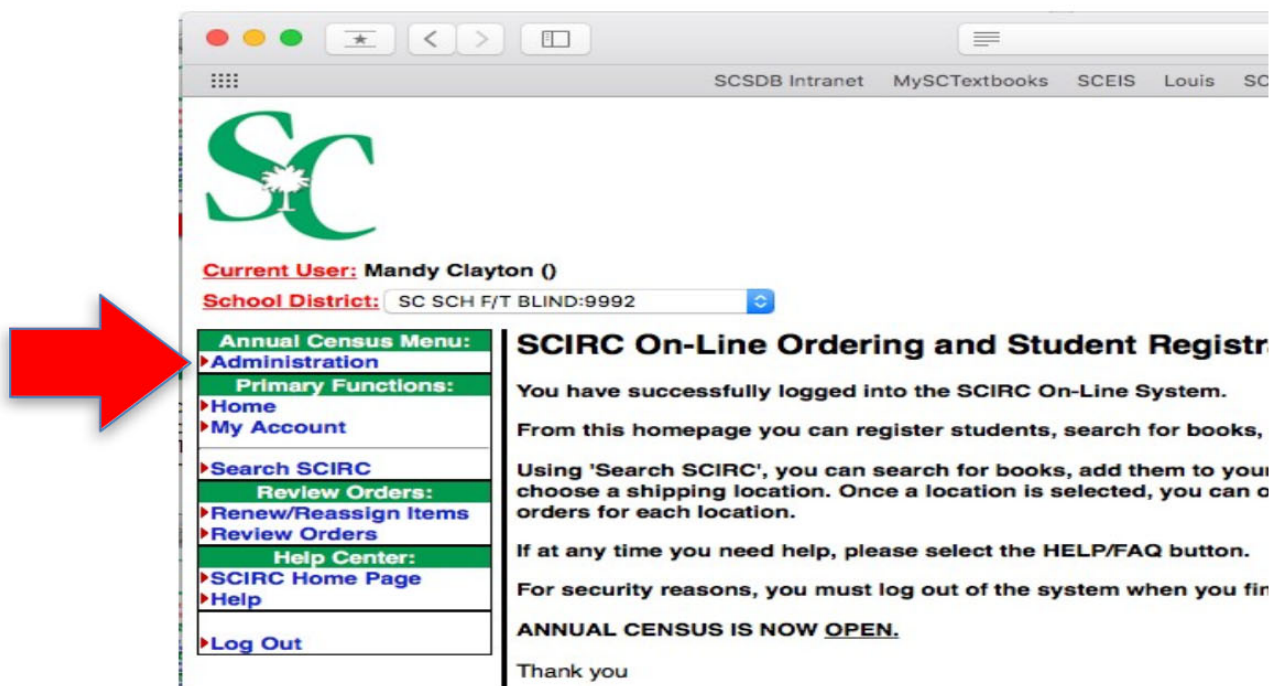 SCSDB Intranet MySCTextbooks SCEIS Louis SC
SC
Current User: Mandy Clayton ()
School District: SC SCH F/T BLIND:9992
Annual Census Menu:
Administration
Primary Functions:
Home
My Account
Search SCIRC
Review Orders:
Renew/Reassign Items
Review Orders
Help Center:
SCIRC Home Page
Help
Log Out
SCIRC On-Line Ordering and Student Registr
You have successfully logged into the SCIRC On-Line System.
From this homepage you can register students, search for books,
Using 'Search SCIRC', you can search for books, add them to your
choose a shipping location. Once a location is selected, you can o
orders for each location.
If at any time you need help, please select the HELP/FAQ button.
For security reasons, you must log out of the system when you fin
ANNUAL CENSUS IS NOW OPEN.
Thank you